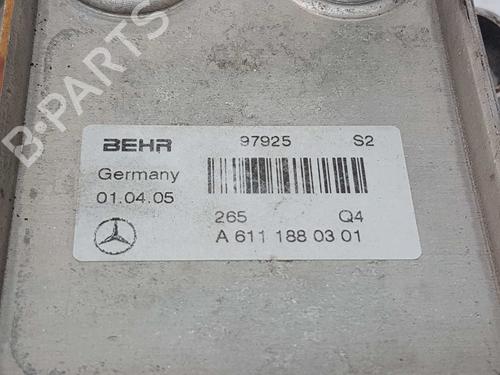 B-PARTS
BEHR 97925 S2
Germany
01.04.05
265 Q4
A 611 188 03 01